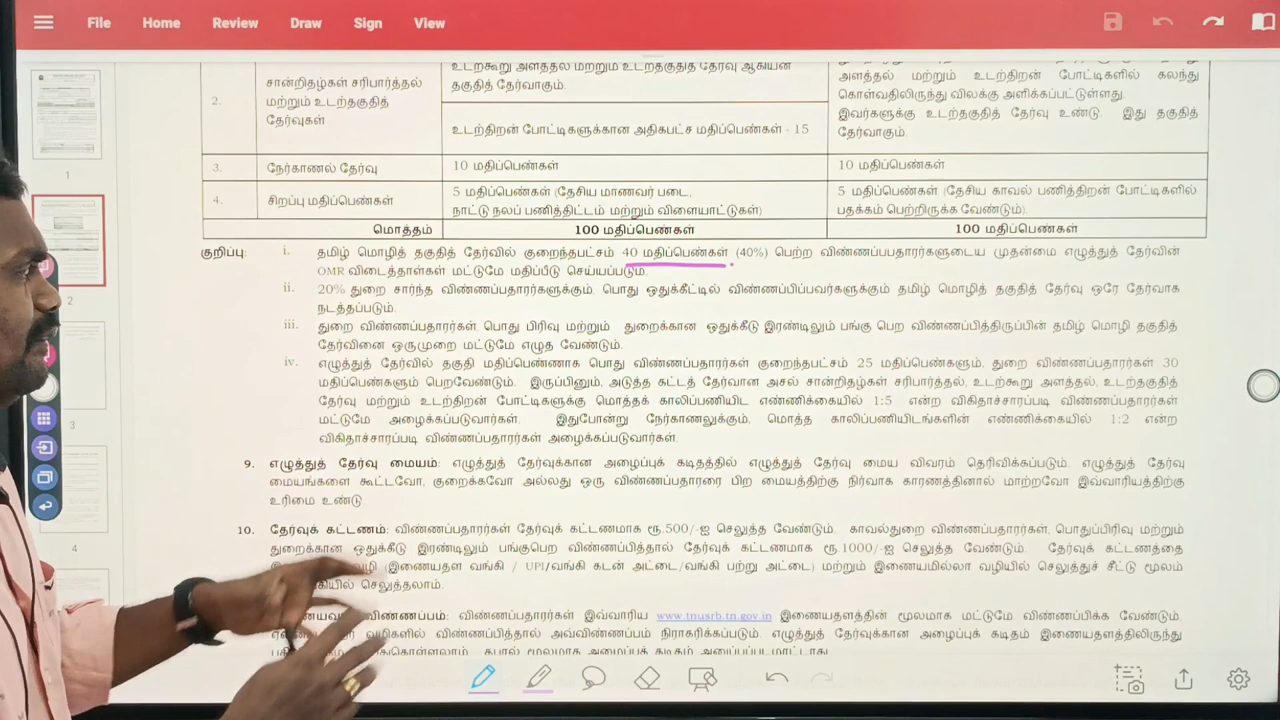 File Home Review Draw Sign View
உடற்கூறு அளத்தல் மற்றும் உடற்தகுதித் தேர்வு ஆகியன
தகுதித் தேர்வாகும்.
அளத்தல் மற்றும் உடற்திறன் போட்டிகளில் கலந்து
கொள்வதிலிருந்து விலக்கு அளிக்கப்பட்டுள்ளது.
இவர்களுக்கு உடற்தகுதித் தேர்வு உண்டு. இது தகுதித்
தேர்வாகும்.
2. சான்றிதழ்கள் சரிபார்த்தல்
மற்றும் உடற்தகுதித்
தேர்வுகள்
உடற்திறன் போட்டிகளுக்கான அதிகபட்ச மதிப்பெண்கள் - 15
3. நேர்காணல் தேர்வு 10 மதிப்பெண்கள் 10 மதிப்பெண்கள்
4. சிறப்பு மதிப்பெண்கள் 5 மதிப்பெண்கள் (தேசிய மாணவர் படை,
நாட்டு நலப் பணித்திட்டம் மற்றும் விளையாட்டுகள்)
5 மதிப்பெண்கள் (தேசிய காவல் பணித்திறன் போட்டிகளில்
பதக்கம் பெற்றிருக்க வேண்டும்).
மொத்தம் 100 மதிப்பெண்கள் 100 மதிப்பெண்கள்
குறிப்பு: i. தமிழ் மொழித் தகுதித் தேர்வில் குறைந்தபட்சம் 40 மதிப்பெண்கள் (40%) பெற்ற விண்ணப்பதாரர்களுடைய முதன்மை எழுத்துத் தேர்வின்
OMR விடைத்தாள்கள் மட்டுமே மதிப்பீடு செய்யப்படும்.
ii. 20% துறை சார்ந்த விண்ணப்பதாரர்களுக்கும், பொது ஒதுக்கீட்டில் விண்ணப்பிப்பவர்களுக்கும் தமிழ் மொழித் தகுதித் தேர்வு ஒரே தேர்வாக
நடத்தப்படும்.
iii. துறை விண்ணப்பதாரர்கள், பொது பிரிவு மற்றும் துறைக்கான ஒதுக்கீடு இரண்டிலும் பங்கு பெற விண்ணப்பித்திருப்பின் தமிழ் மொழி தகுதித்
தேர்வினை ஒருமுறை மட்டுமே எழுத வேண்டும்.
iv. எழுத்துத் தேர்வில் தகுதி மதிப்பெண்ணாக பொது விண்ணப்பதாரர்கள் குறைந்தபட்சம் 25 மதிப்பெண்களும், துறை விண்ணப்பதாரர்கள் 30
மதிப்பெண்களும் பெறவேண்டும். இருப்பினும், அடுத்த கட்டத் தேர்வான அசல் சான்றிதழ்கள் சரிபார்த்தல், உடற்கூறு அளத்தல், உடற்தகுதித்
தேர்வு மற்றும் உடற்திறன் போட்டிகளுக்கு மொத்தக் காலிப்பணியிட எண்ணிக்கையில் 1:5 என்ற விகிதாச்சாரப்படி விண்ணப்பதாரர்கள்
மட்டுமே அழைக்கப்படுவார்கள். இதுபோன்று நேர்காணலுக்கும், மொத்த காலிப்பணியிடங்களின் எண்ணிக்கையில் 1:2 என்ற
விகிதாச்சாரப்படி விண்ணப்பதாரர்கள் அழைக்கப்படுவார்கள்.
9. எழுத்துத் தேர்வு மையம்: எழுத்துத் தேர்வுக்கான அழைப்புக் கடிதத்தில் எழுத்துத் தேர்வு மைய விவரம் தெரிவிக்கப்படும். எழுத்துத் தேர்வு
மையங்களை கூட்டவோ, குறைக்கவோ அல்லது ஒரு விண்ணப்பதாரரை பிற மையத்திற்கு நிர்வாக காரணத்தினால் மாற்றவோ இவ்வாரியத்திற்கு
உரிமை உண்டு
10. தேர்வுக் கட்டணம்: விண்ணப்பதாரர்கள் தேர்வுக் கட்டணமாக ரூ.500/-ஐ செலுத்த வேண்டும். காவல்துறை விண்ணப்பதாரர்கள், பொதுப்பிரிவு மற்றும்
துறைக்கான ஒதுக்கீடு இரண்டிலும் பங்குபெற விண்ணப்பித்தால் தேர்வுக் கட்டணமாக ரூ.1000/-ஐ செலுத்த வேண்டும். தேர்வுக் கட்டணத்தை
(இணையதள வங்கி / UPI/வங்கி கடன் அட்டை/வங்கி பற்று அட்டை) மற்றும் இணையமில்லா வழியில் செலுத்துச் சீட்டு மூலம்
செலுத்தலாம்.
விண்ணப்பம்: விண்ணப்பதாரர்கள் இவ்வாரிய www.tnusrb.tn.gov.in இணையதளத்தின் மூலமாக மட்டுமே விண்ணப்பிக்க வேண்டும்.
வழிகளில் விண்ணப்பித்தால் அவ்விண்ணப்பம் நிராகரிக்கப்படும். எழுத்துத் தேர்வுக்கான அழைப்புக் கடிதம் இணையதளத்திலிருந்து
1
2
3
4